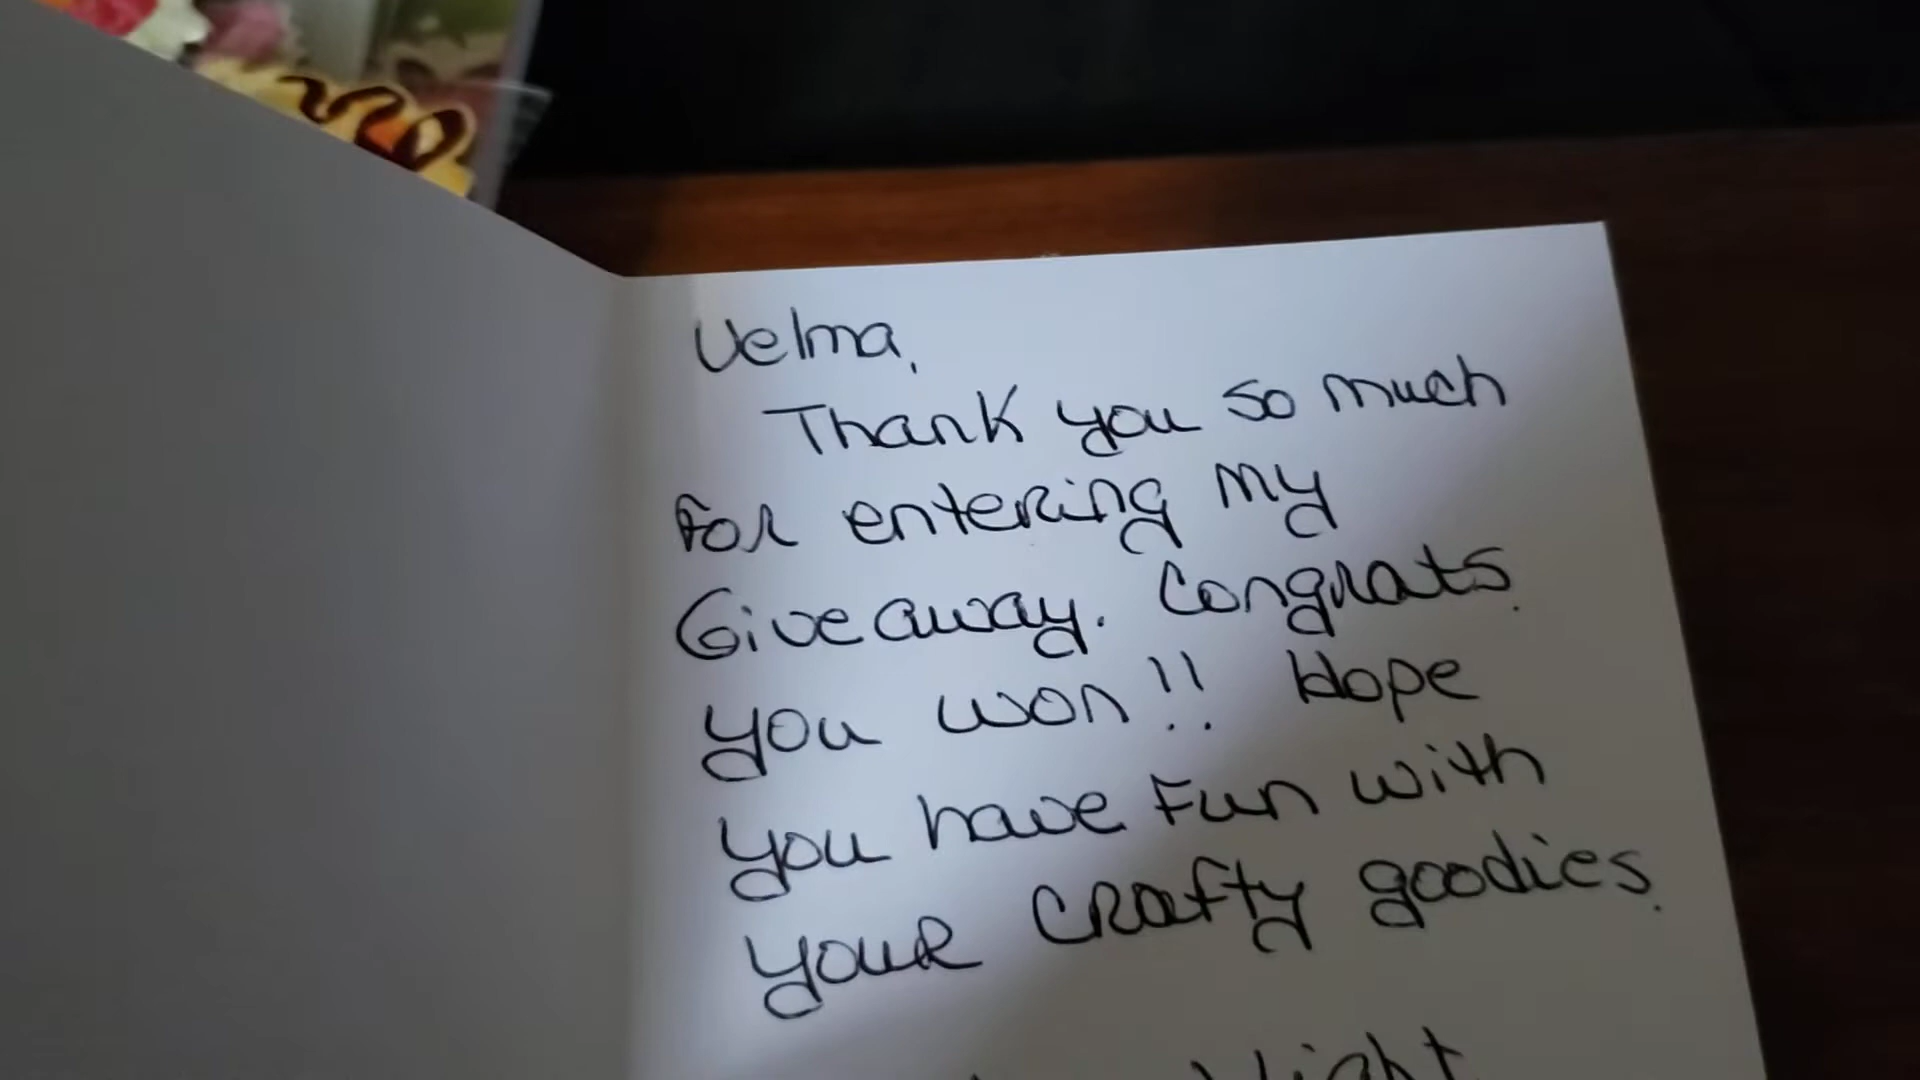 Velma,
Thank you so much
For entering my
Giveaway. Congrats.
you won!! Hope
you have Fun with
your Crafty goodies.